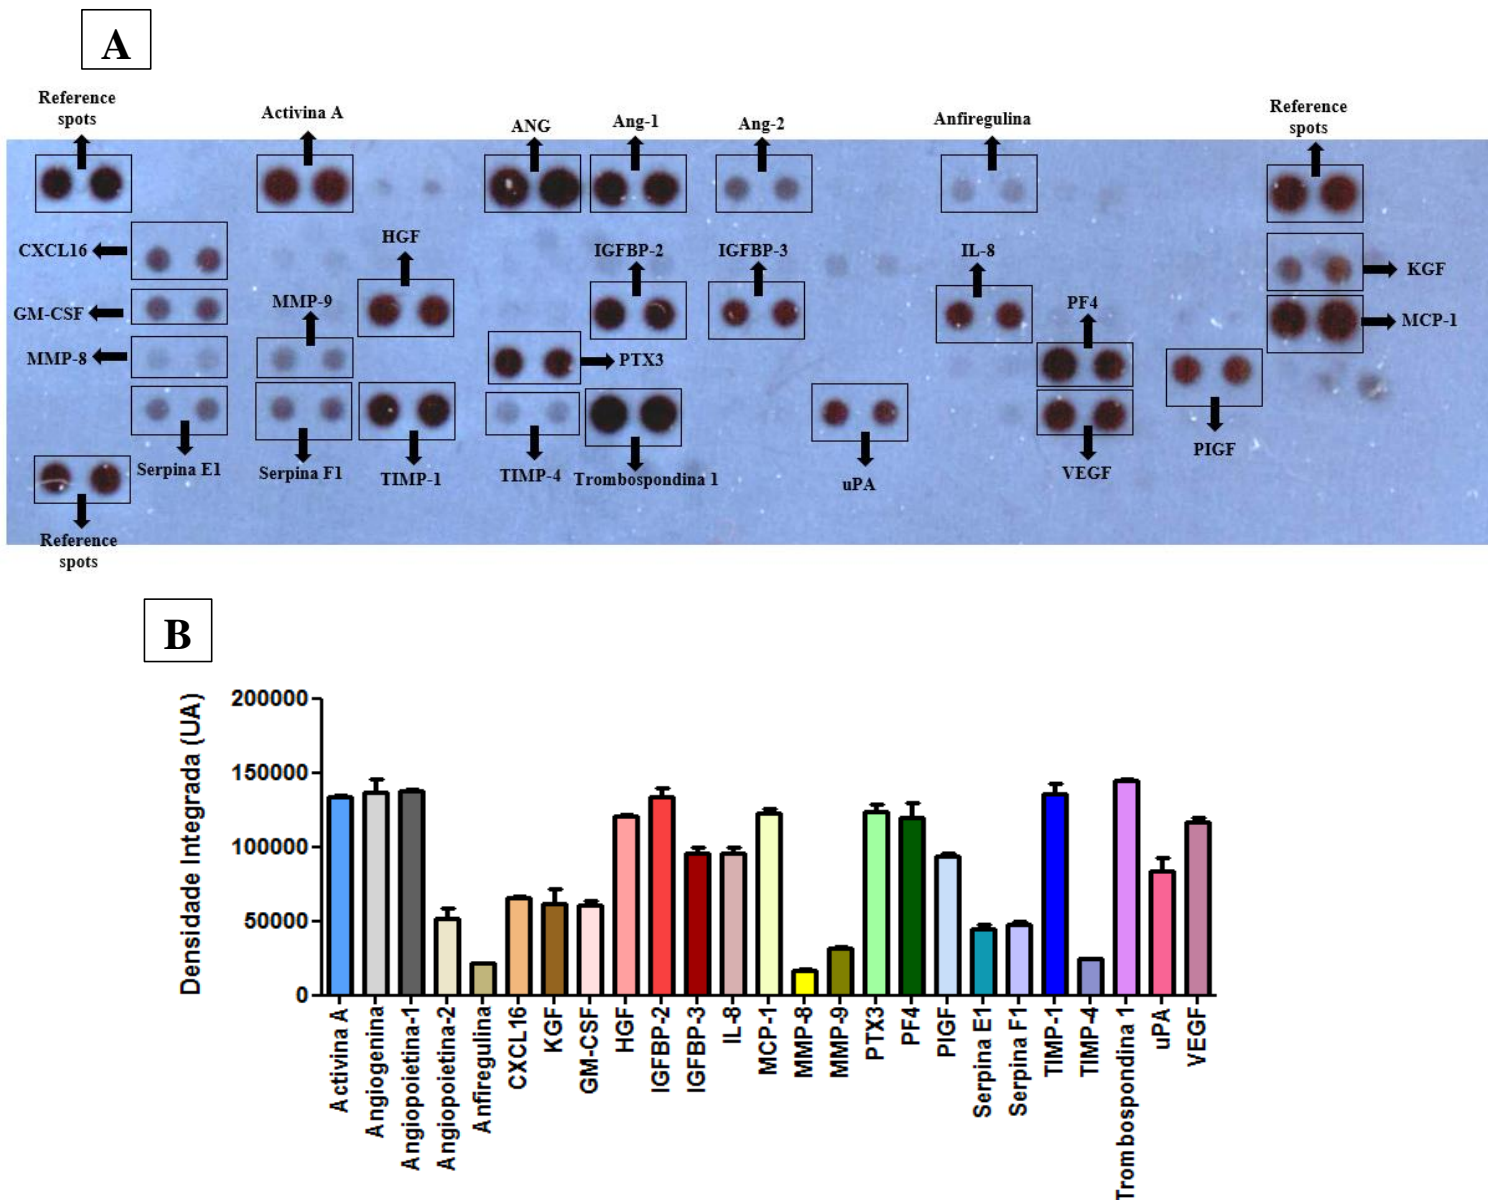 A
Reference
spots
Activina A
ANG
Ang-1
Ang-2
Anfiregulina
Reference
spots
CXCL16
HGF
IGFBP-2
IGFBP-3
IL-8
KGF
GM-CSF
MMP-9
PF4
MCP-1
MMP-8
PTX3
Serpina E1
Serpina F1
TIMP-1
TIMP-4
Trombospondina 1
uPA
VEGF
PIGF
Reference
spots
B
Densidade Integrada (UA)
200000
150000
100000
50000
0
Activina A
Angiogenina
Angiopoietina-1
Angiopoietina-2
Anfiregulina
CXCL16
KGF
GM-CSF
HGF
IGFBP-2
IGFBP-3
IL-8
MCP-1
MMP-8
MMP-9
PTX3
PF4
PIGF
Serpina E1
Serpina F1
TIMP-1
TIMP-4
Trombospondina 1
uPA
VEGF